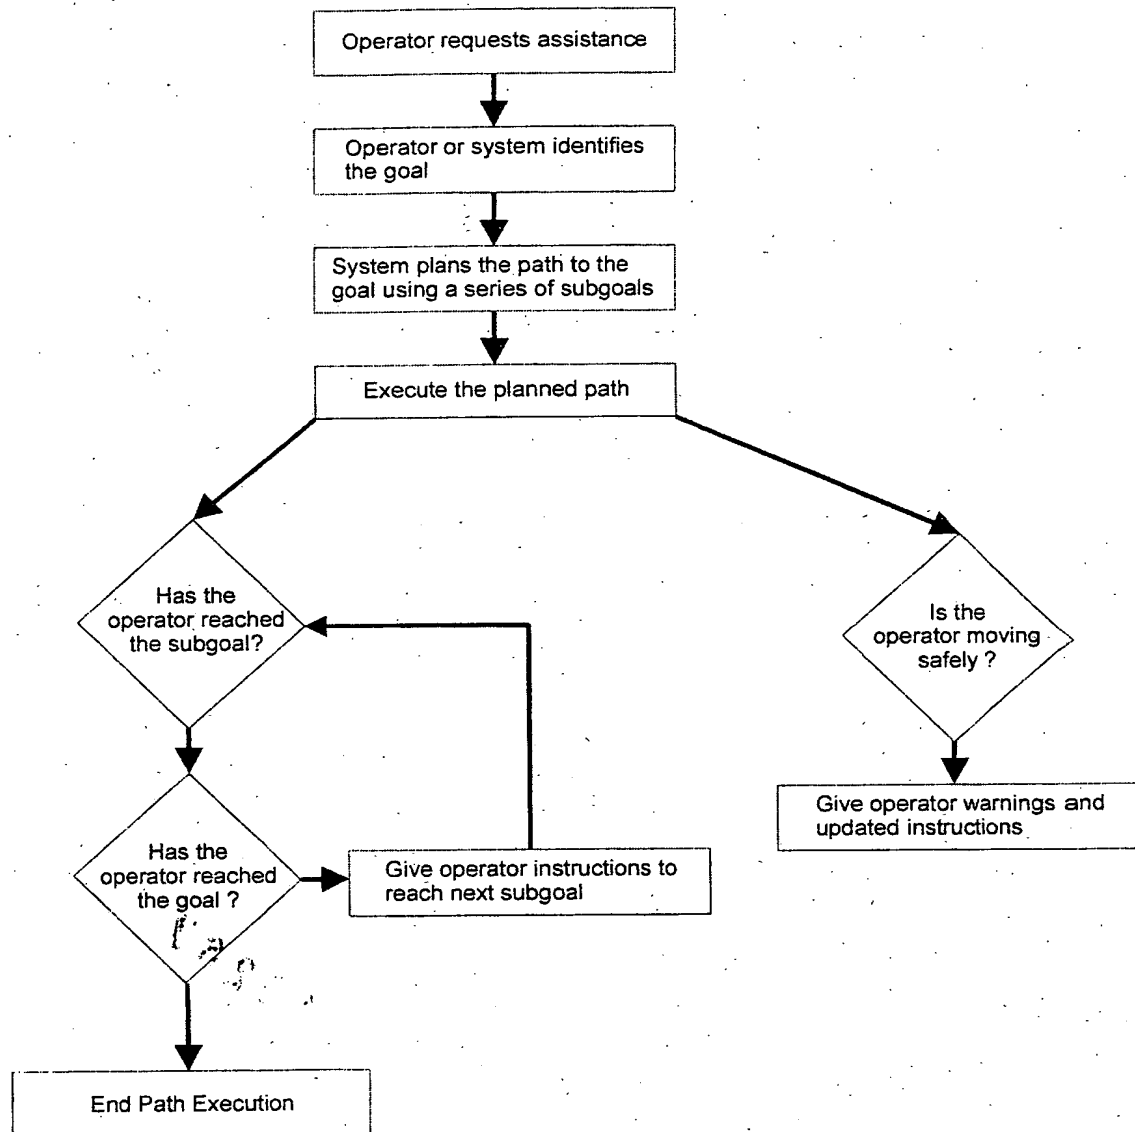 Operator requests assistance
Operator or system identifies
the goal
System plans the path to the
goal using a series of subgoals
Execute the planned path
Has the
operator reached
the subgoal?
Is the
operator moving
safely ?
Has the
operator reached
the goal ?
Give operator instructions to
reach next subgoal
Give operator warnings and
updated instructions
End Path Execution